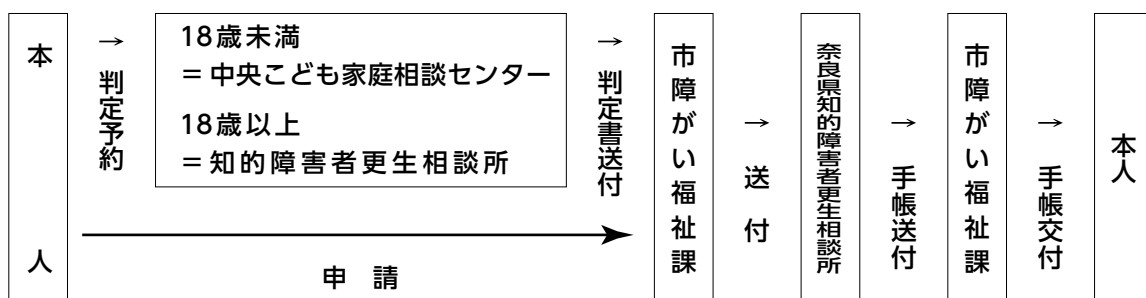 本人
→判定予約
18歳未満
＝中央こども家庭相談センター
18歳以上
＝知的障害者更生相談所
→判定書送付
申請
市障がい福祉課
→送付
奈良県知的障害者更生相談所
→手帳送付
市障がい福祉課
→手帳交付
本人